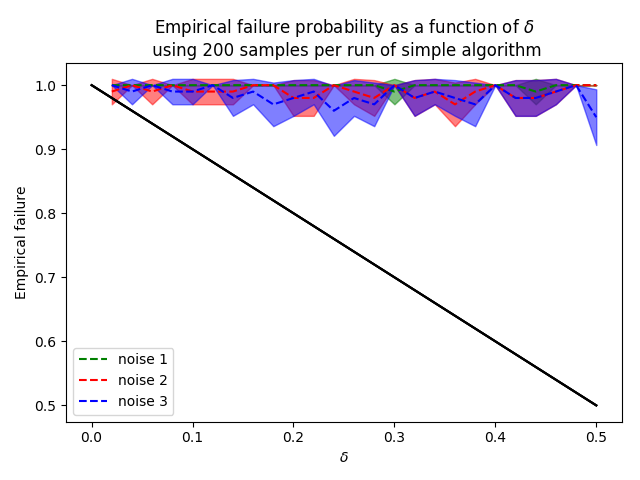 Empirical failure probability as a function of δ
using 200 samples per run of simple algorithm
1.0
0.9
0.8
0.7
0.6
0.5
Empirical failure
noise 1
noise 2
noise 3
0.0 0.1 0.2 0.3 0.4 0.5
δ